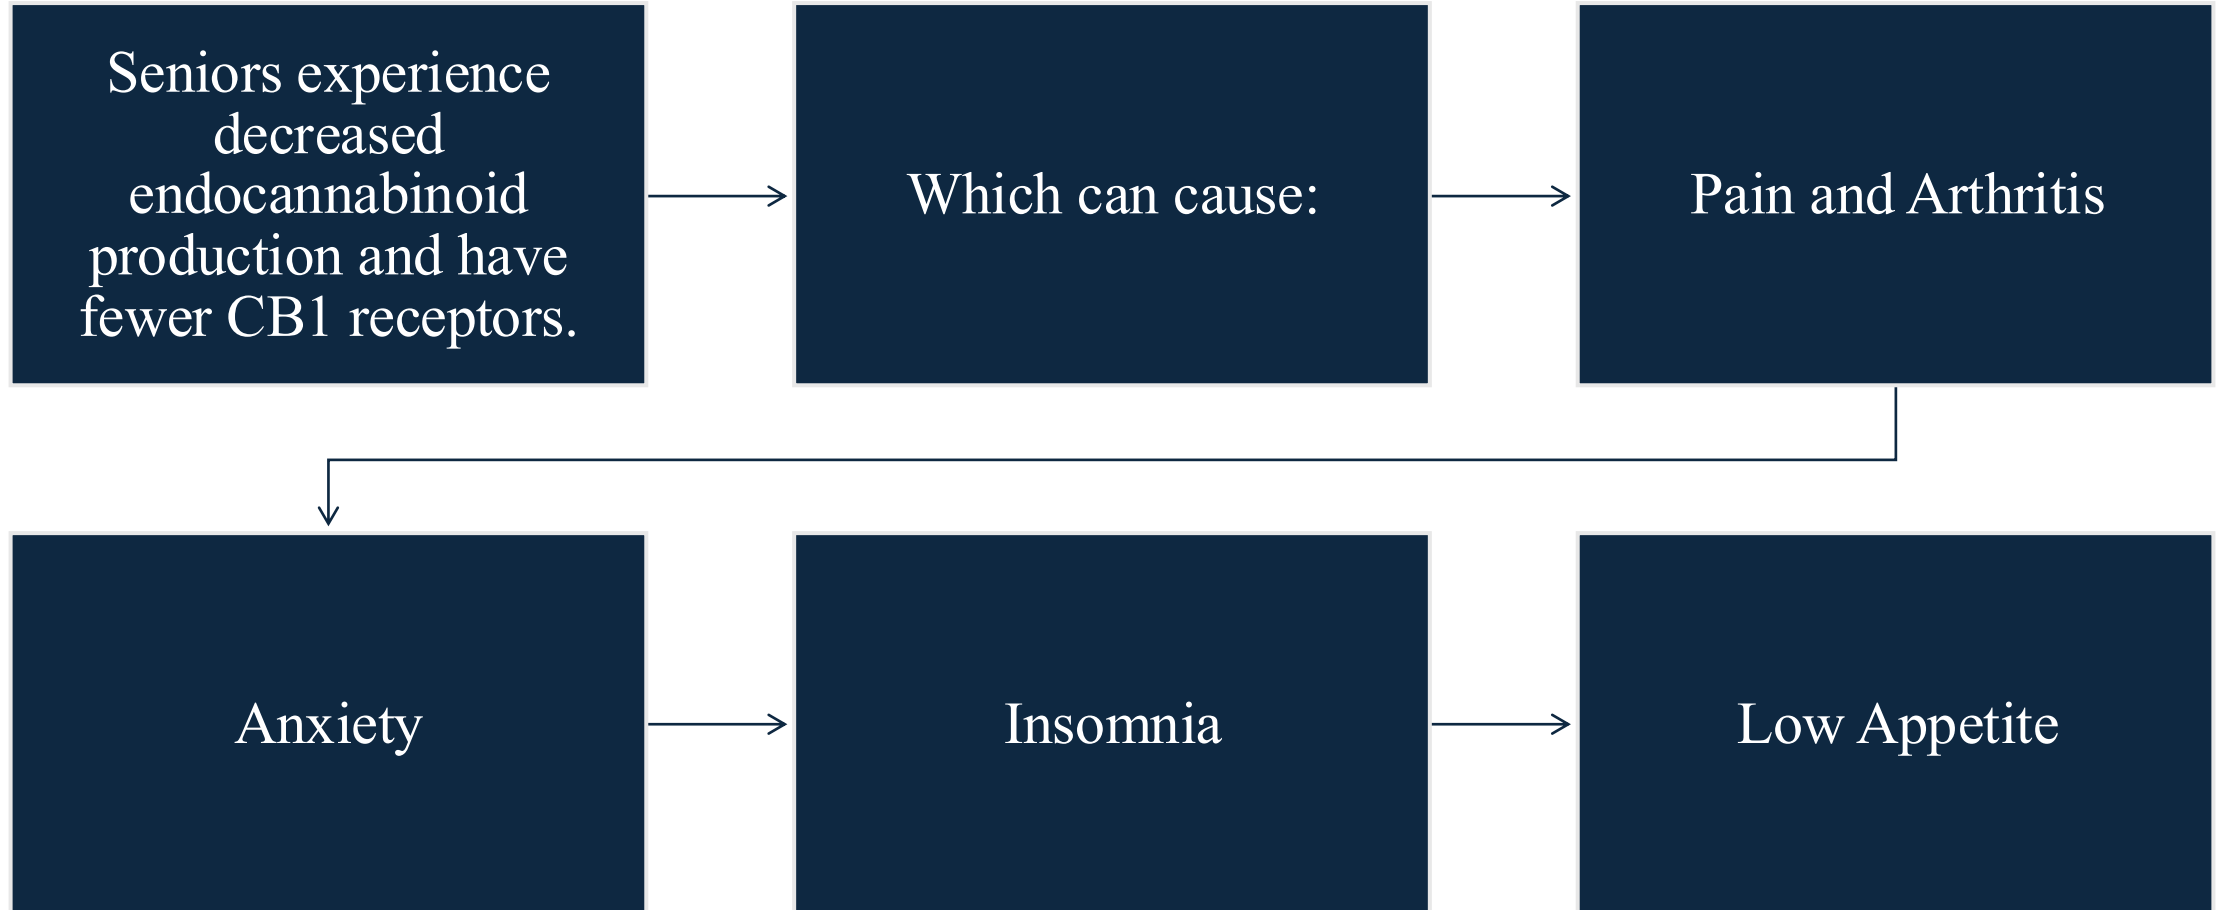 Seniors experience
decreased
endocannabinoid
production and have
fewer CB1 receptors.
Which can cause:
Pain and Arthritis
Anxiety
Insomnia
Low Appetite